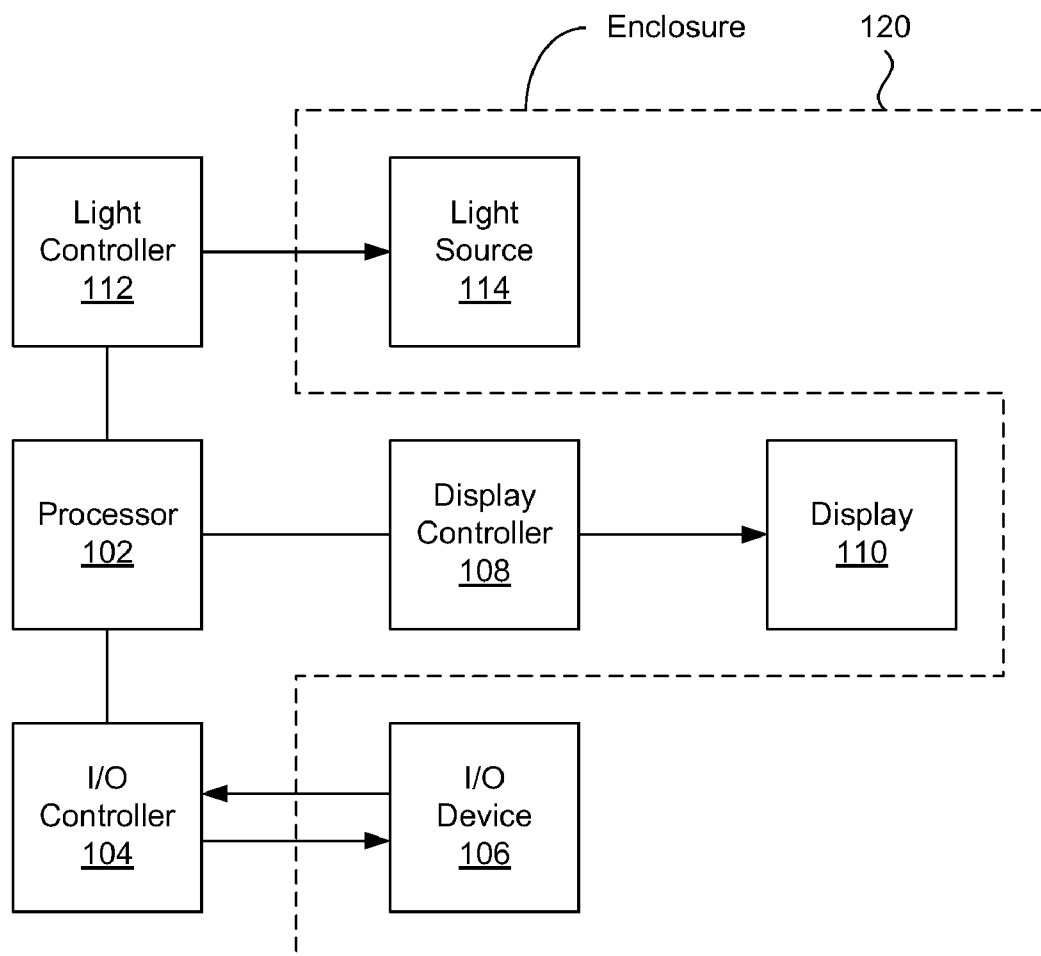 Enclosure
120
Light
Controller
112
Light
Source
114
Processor
102
Display
Controller
108
Display
110
I/O
Controller
104
I/O
Device
106